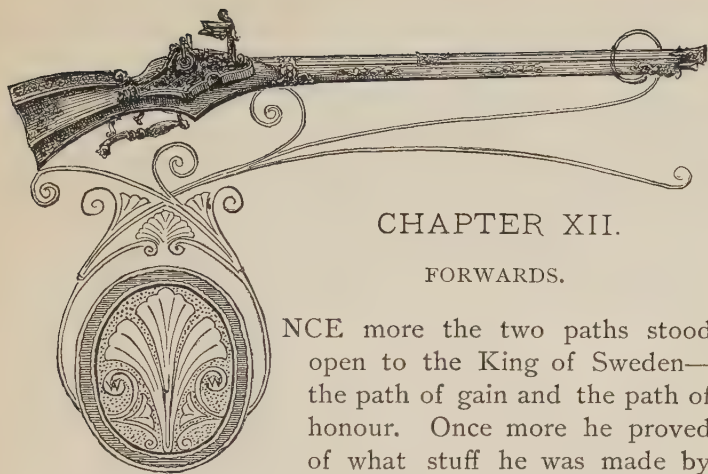 CHAPTER XII.
FORWARDS.
ONCE more the two paths stood
open to the King of Sweden—
the path of gain and the path of
honour. Once more he proved
of what stuff he was made by